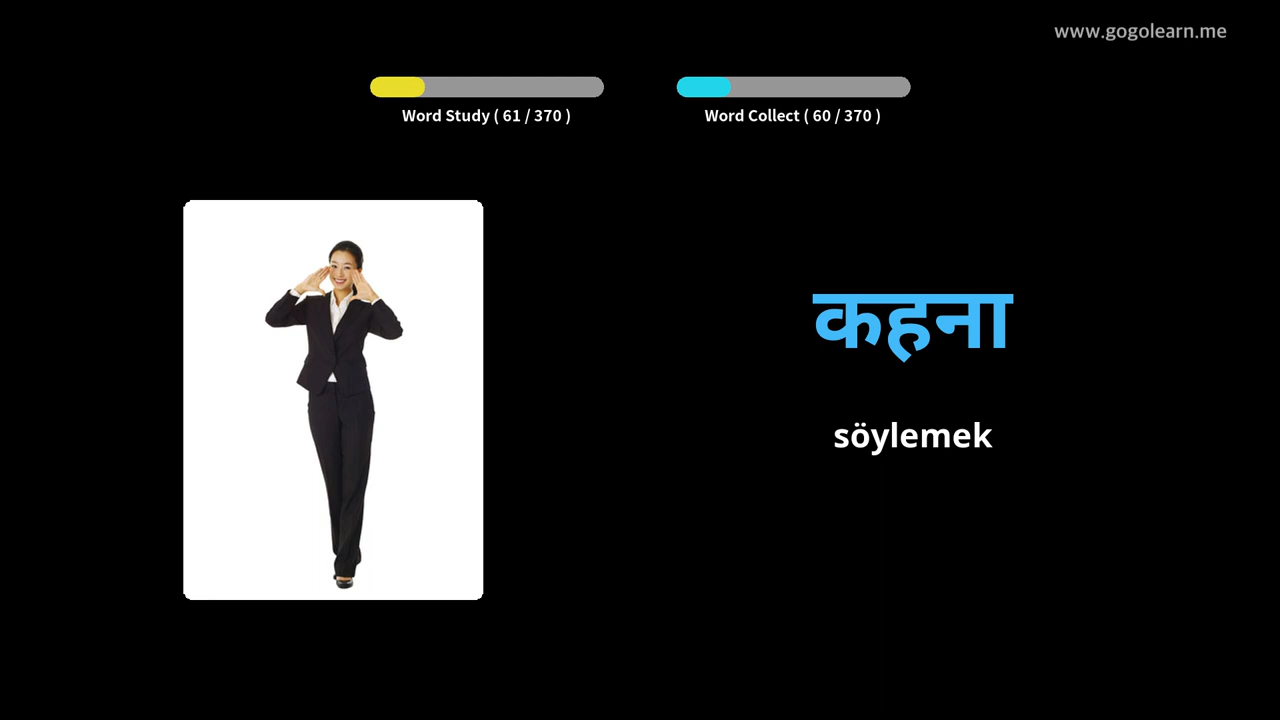 www.gogolearn.me
Word Study ( 61 / 370 )
Word Collect ( 60 / 370 )
कहना
söylemek